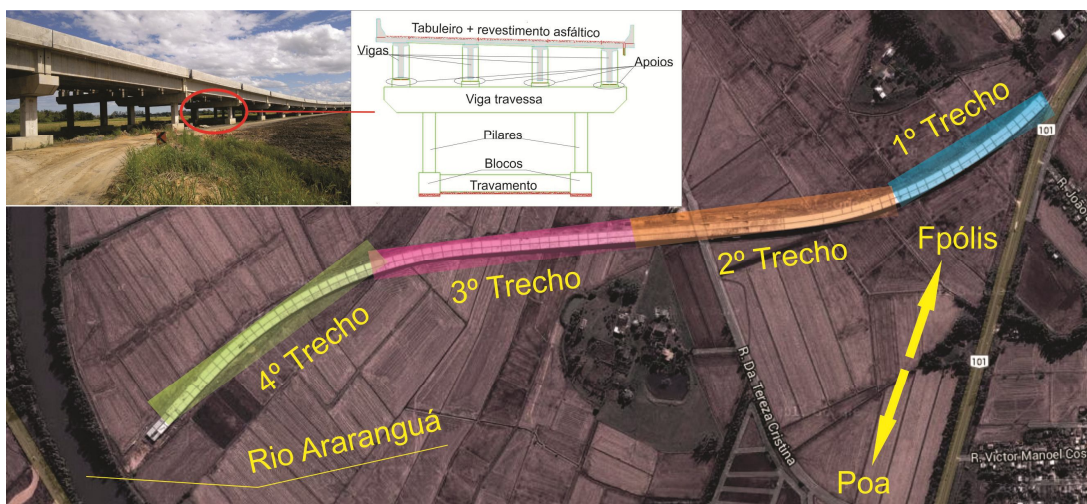 Tabuleiro + revestimento asfáltico
Vigas
Apoios
Viga travessa
Pilares
Blocos
Travamento
1º Trecho
101
R. João
Fpólis
2º Trecho
3º Trecho
4º Trecho
R. Da. Tereza Cristina
101
Rio Araranguá
Poa
R. Victor Manoel Cos